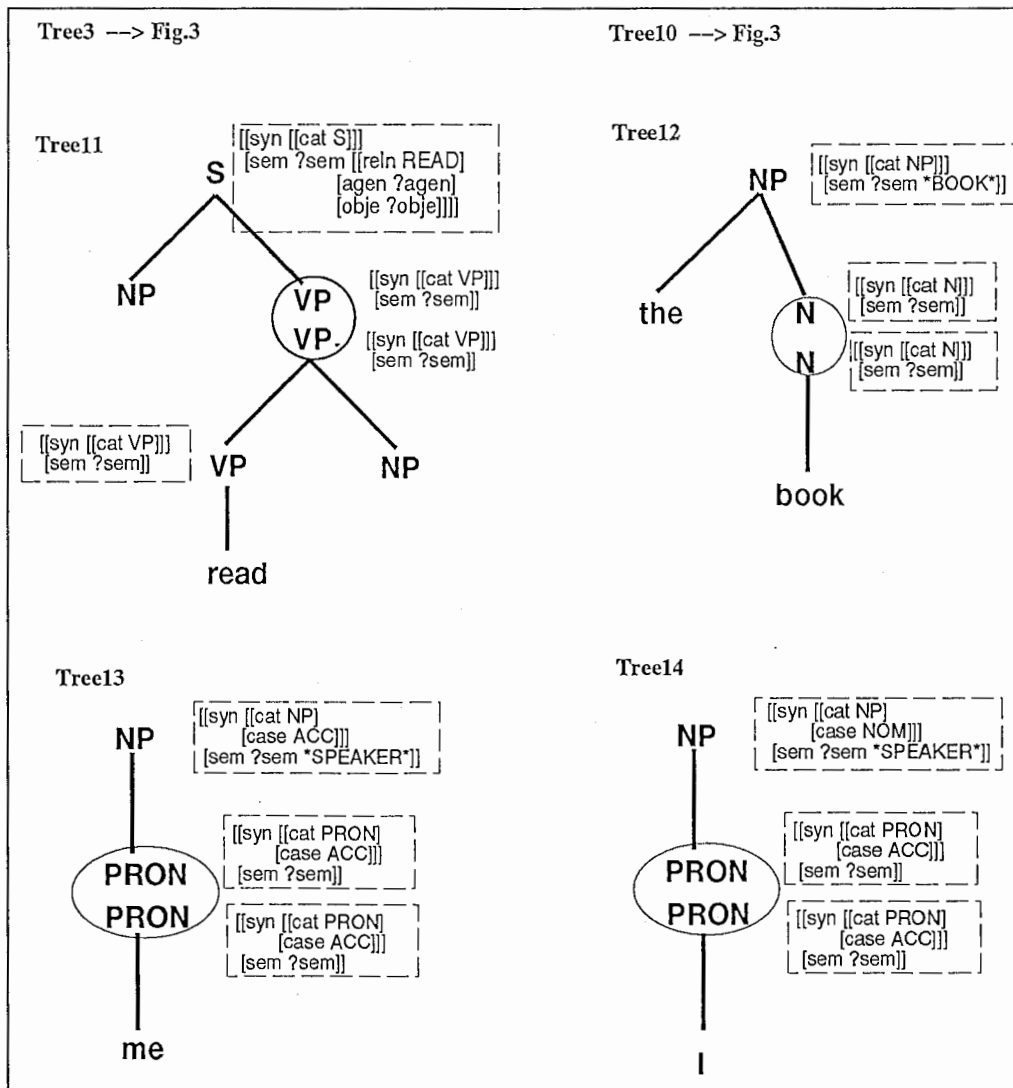 Tree3 --> Fig.3
Tree10 --> Fig.3
Tree11
[[syn [[cat S]]]
[sem ?sem [[reln READ]
[agen ?agen]
[obje ?obje]]]]
S
NP
VP
[[syn [[cat VP]]]
[sem ?sem]]
VP.
[[syn [[cat VP]]]
[sem ?sem]]
[[syn [[cat VP]]]
[sem ?sem]]
VP
NP
read
Tree12
[[syn [[cat NP]]]
[sem ?sem *BOOK*]]
NP
the
N
[[syn [[cat N]]]
[sem ?sem]]
N
[[syn [[cat N]]]
[sem ?sem]]
book
Tree13
NP
[[syn [[cat NP]
[case ACC]]]
[sem ?sem *SPEAKER*]]
PRON
[[syn [[cat PRON]
[case ACC]]]
[sem ?sem]]
PRON
[[syn [[cat PRON]
[case ACC]]]
[sem ?sem]]
me
Tree14
NP
[[syn [[cat NP]
[case NOM]]]
[sem ?sem *SPEAKER*]]
PRON
[[syn [[cat PRON]
[case ACC]]]
[sem ?sem]]
PRON
[[syn [[cat PRON]
[case ACC]]]
[sem ?sem]]
I